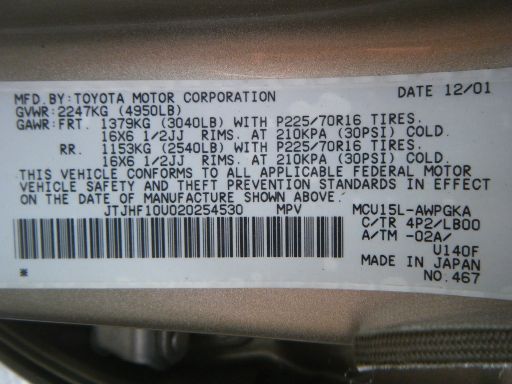 MFD.BY:TOYOTA MOTOR CORPORATION DATE 12/01
GVWR:2247KG (4950LB)
GAWR:FRT. 1379KG (3040LB) WITH P225/70R16 TIRES.
16X6 1/2JJ RIMS. AT 210KPA (30PSI) COLD.
RR. 1153KG (2540LB) WITH P225/70R16 TIRES.
16X6 1/2JJ RIMS. AT 210KPA (30PSI) COLD.
THIS VEHICLE CONFORMS TO ALL APPLICABLE FEDERAL MOTOR
VEHICLE SAFETY AND THEFT PREVENTION STANDARDS IN EFFECT
ON THE DATE OF MANUFACTURE SHOWN ABOVE.
JTJHF10U020254530 MPV MCU15L-AWPGKA
C/TR 4P2/LB00
A/TM -02A/
U140F
MADE IN JAPAN
* NO.467